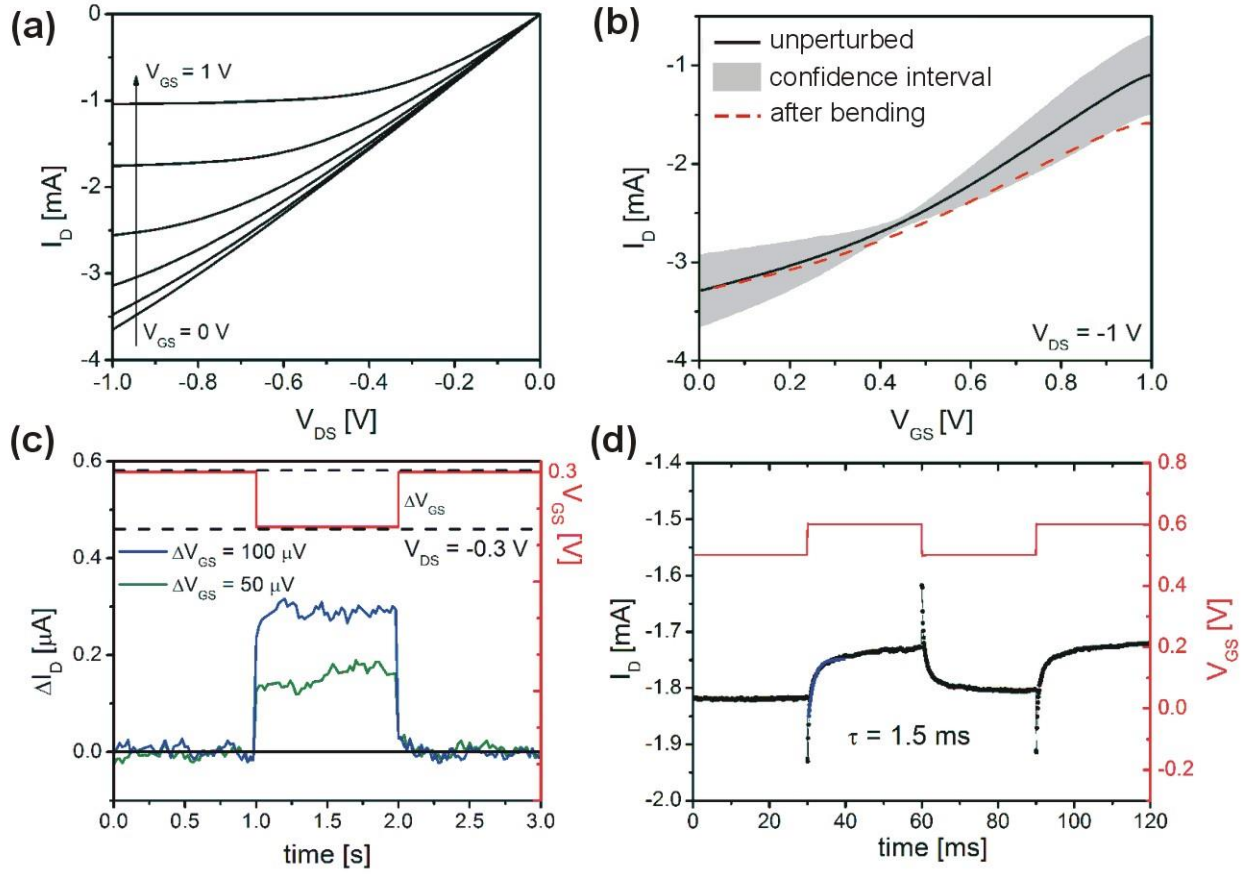 (a)
0
-1
-2
-3
-4
I_D [mA]
V_GS = 1 V
V_GS = 0 V
-1.0 -0.8 -0.6 -0.4 -0.2 0.0
V_DS [V]
(b)
unperturbed
confidence interval
after bending
-1
-2
-3
-4
I_D [mA]
V_DS = -1 V
0.0 0.2 0.4 0.6 0.8 1.0
V_GS [V]
(c)
0.6
0.4
0.2
0.0
ΔI_D [μA]
0.3
V_GS [V]
ΔV_GS
V_DS = -0.3 V
ΔV_GS = 100 μV
ΔV_GS = 50 μV
0.0 0.5 1.0 1.5 2.0 2.5 3.0
time [s]
(d)
-1.4
-1.5
-1.6
-1.7
-1.8
-1.9
-2.0
I_D [mA]
0.8
0.6
0.4
0.2
0.0
-0.2
V_GS [V]
τ = 1.5 ms
0 20 40 60 80 100 120
time [ms]